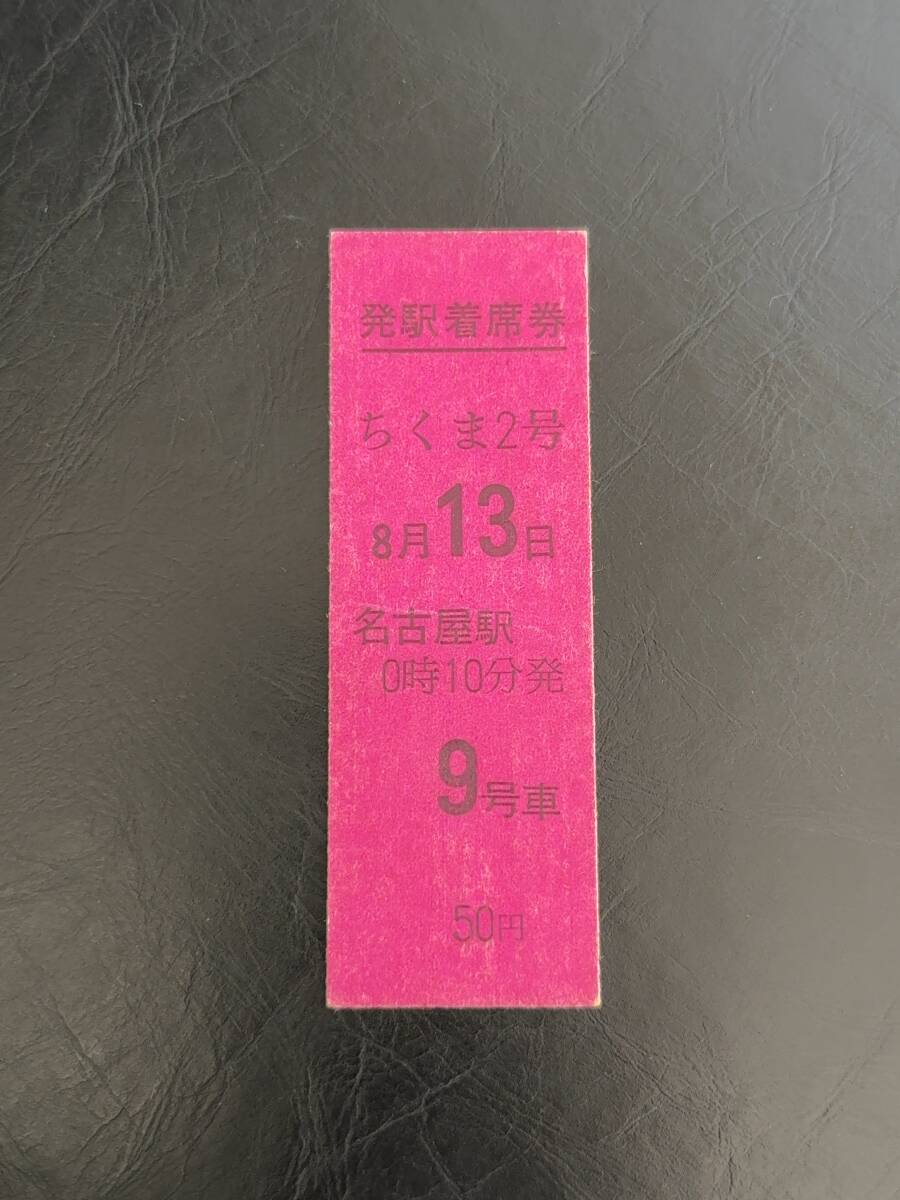 発駅着席券
ちくま2号
8月13日
名古屋駅
0時10分発
9号車
50円